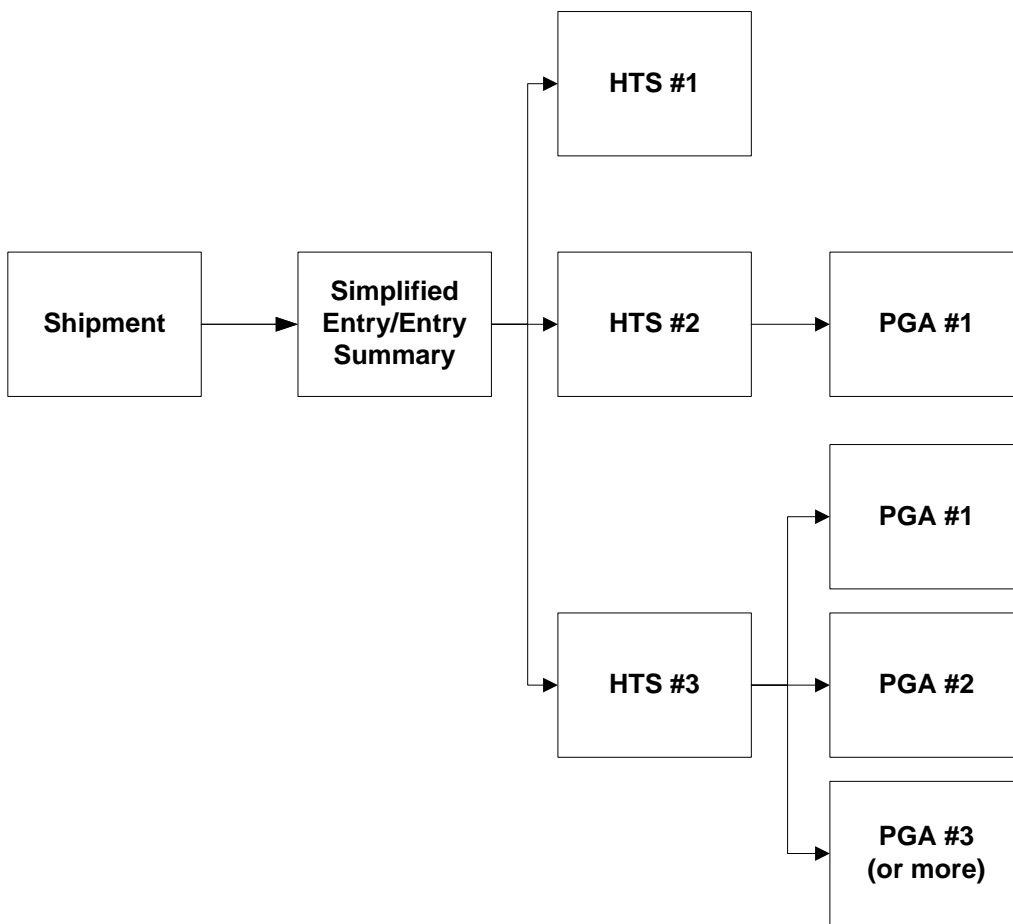 HTS #1
Shipment
Simplified
Entry/Entry
Summary
HTS #2
PGA #1
PGA #1
HTS #3
PGA #2
PGA #3
(or more)